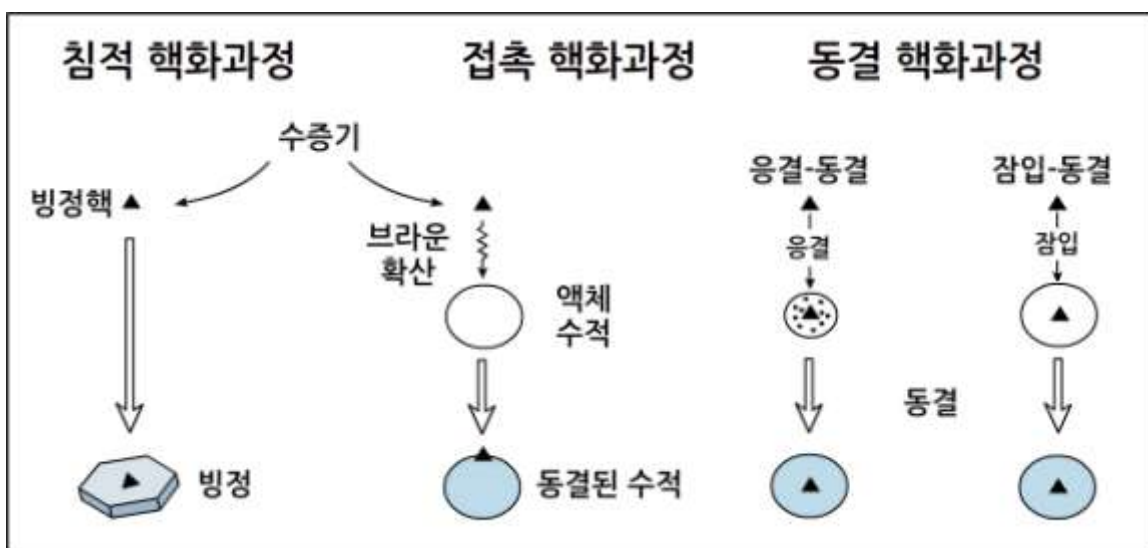 침적 핵화과정
접촉 핵화과정
동결 핵화과정
수증기
빙정핵
브라운
확산
액체
수적
응결-동결
잠입-동결
응결
잠입
동결
빙정
동결된 수적